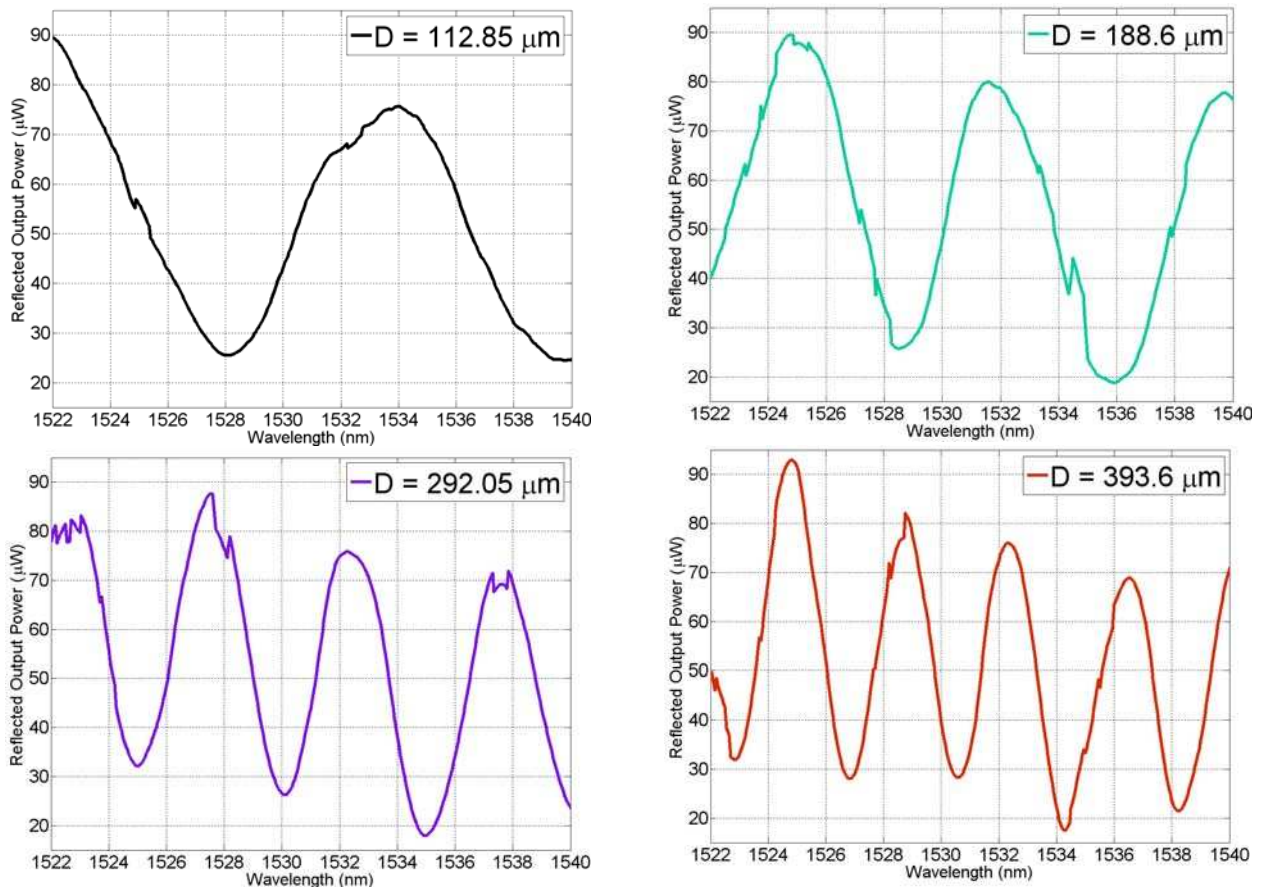 D = 112.85 μm
Reflected Output Power (μW)
90
80
70
60
50
40
30
20
1522 1524 1526 1528 1530 1532 1534 1536 1538 1540
Wavelength (nm)
D = 188.6 μm
Reflected Output Power (μW)
90
80
70
60
50
40
30
20
1522 1524 1526 1528 1530 1532 1534 1536 1538 1540
Wavelength (nm)
D = 292.05 μm
Reflected Output Power (μW)
90
80
70
60
50
40
30
20
1522 1524 1526 1528 1530 1532 1534 1536 1538 1540
Wavelength (nm)
D = 393.6 μm
Reflected Output Power (μW)
90
80
70
60
50
40
30
20
1522 1524 1526 1528 1530 1532 1534 1536 1538 1540
Wavelength (nm)